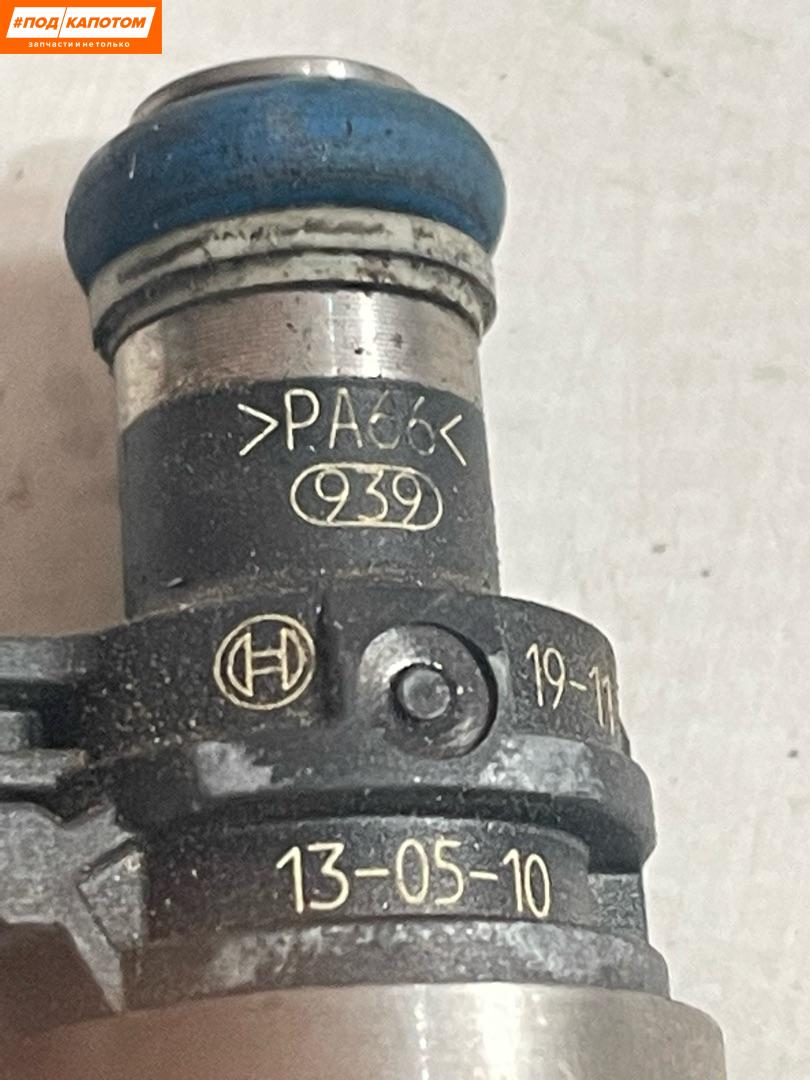 #ПОД КАПОТОМ
запчасти и не только
>PA66<
939
19-11
13-05-10